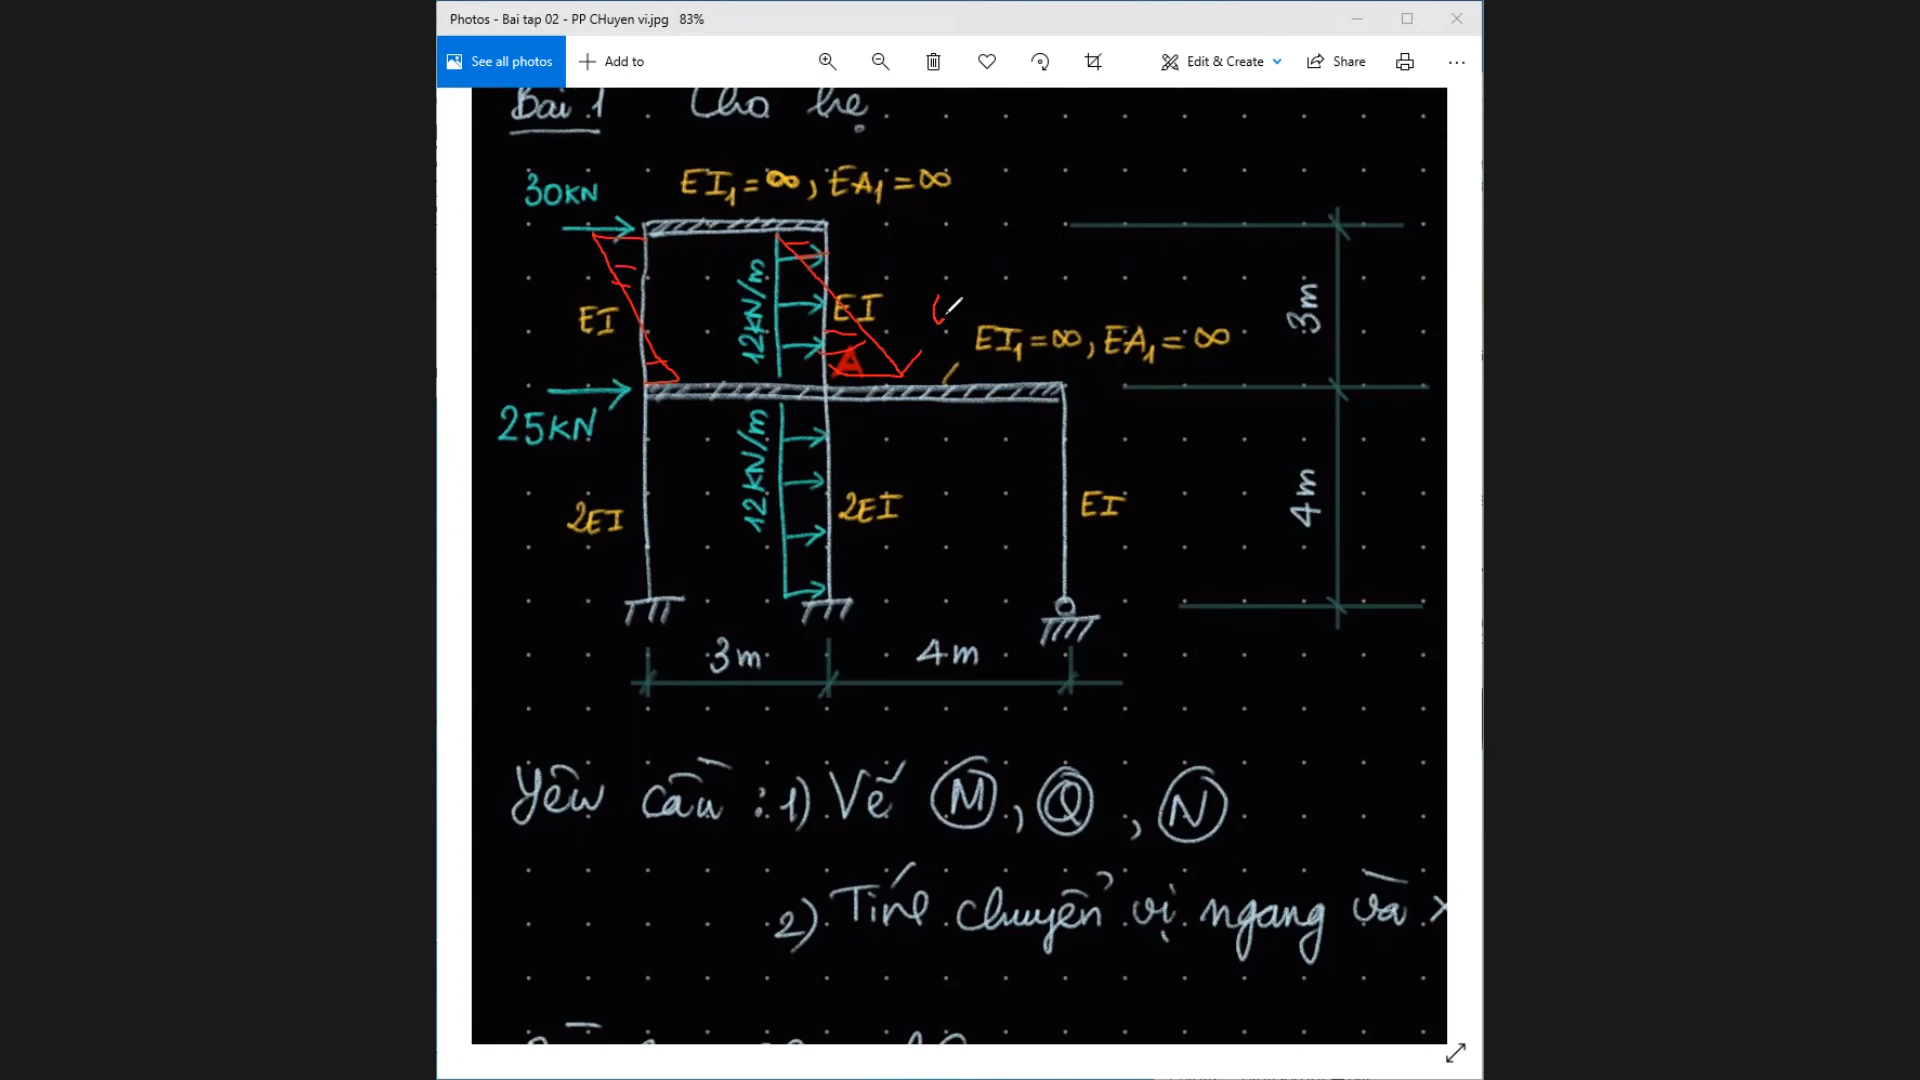 Photos - Bai tap 02 - PP CHuyen vi.jpg 83%
See all photos
Add to
Edit & Create
Share
Bài 1 Cho hệ
30KN
EI₁=∞, EA₁=∞
12KN/m
EI
EI
A
EI₁=∞, EA₁=∞
3m
25KN
12KN/m
2EI
2EI
EI
4m
3m
4m
Yêu cầu : 1) Vẽ M, Q, N
2) Tính chuyển vị ngang và